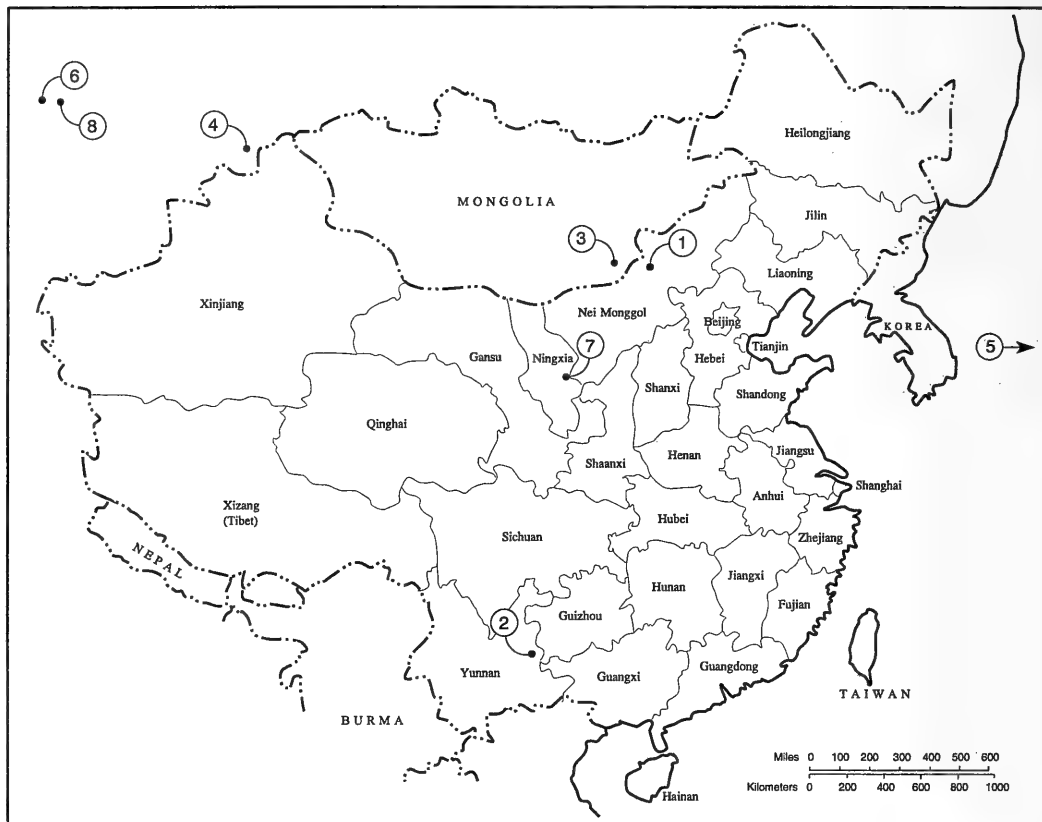 6
8
4
Heilongjiang
MONGOLIA
Jilin
3
1
Liaoning
Xinjiang
Nei Monggol
Beijing
KOREA
5
Tianjin
Gansu
Ningxia
7
Hebei
Shanxi
Shandong
Qinghai
Jiangsu
Shaanxi
Henan
Shanghai
Anhui
Xizang
(Tibet)
Hubei
Sichuan
Zhejiang
NEPAL
Jiangxi
Hunan
Fujian
Guizhou
2
Guangdong
Yunnan
Guangxi
TAIWAN
BURMA
Miles 0 100 200 300 400 500 600
Kilometers 0 200 400 600 800 1000
Hainan